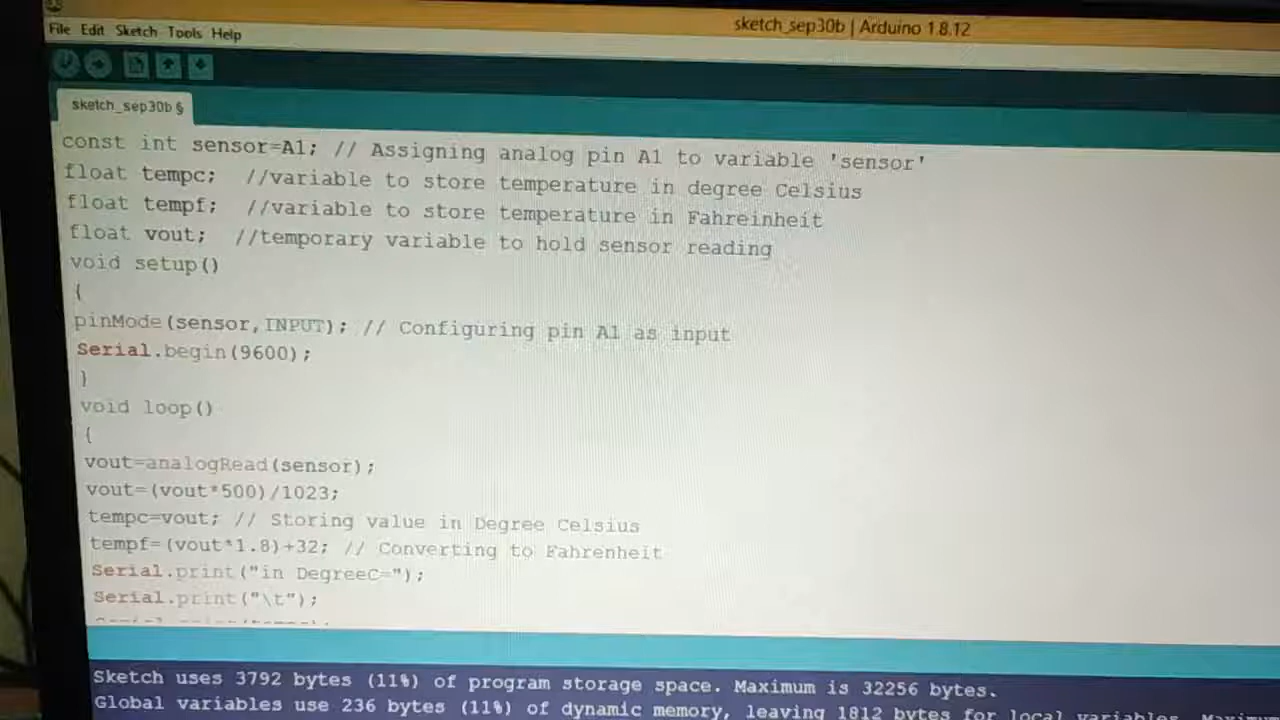 sketch_sep30b | Arduino 1.8.12
File Edit Sketch Tools Help
sketch_sep30b §
const int sensor=A1; // Assigning analog pin A1 to variable 'sensor'
float tempc;  //variable to store temperature in degree Celsius
float tempf;  //variable to store temperature in Fahreinheit
float vout;  //temporary variable to hold sensor reading
void setup()
{
pinMode(sensor,INPUT); // Configuring pin A1 as input
Serial.begin(9600);
}
void loop()
{
vout=analogRead(sensor);
vout=(vout*500)/1023;
tempc=vout; // Storing value in Degree Celsius
tempf=(vout*1.8)+32; // Converting to Fahrenheit
Serial.print("in DegreeC=");
Serial.print("\t");
Sketch uses 3792 bytes (11%) of program storage space. Maximum is 32256 bytes.
Global variables use 236 bytes (11%) of dynamic memory, leaving 1812 bytes for local variables. Maximum